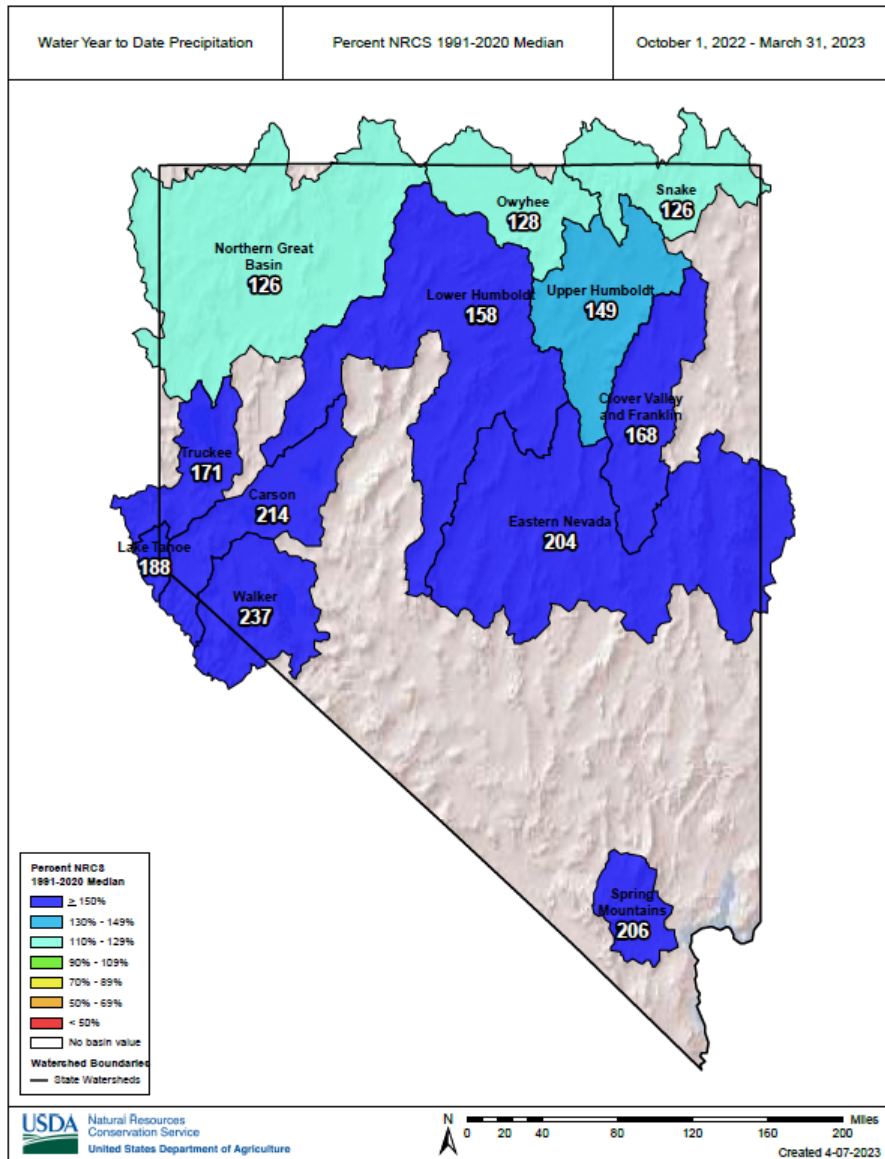 Water Year to Date Precipitation
Percent NRCS 1991-2020 Median
October 1, 2022 - March 31, 2023
Snake
126
Owyhee
128
Northern Great
Basin
126
Lower Humboldt
158
Upper Humboldt
149
Clover Valley
and Franklin
168
Truckee
171
Carson
214
Eastern Nevada
204
Lake Tahoe
188
Walker
237
Spring
Mountains
206
Percent NRCS
1991-2020 Median
≥ 150%
130% - 149%
110% - 129%
90% - 109%
70% - 89%
50% - 69%
< 50%
No basin value
Watershed Boundaries
State Watersheds
USDA
Natural Resources
Conservation Service
United States Department of Agriculture
N
Miles
0 20 40 80 120 160 200
Created 4-07-2023